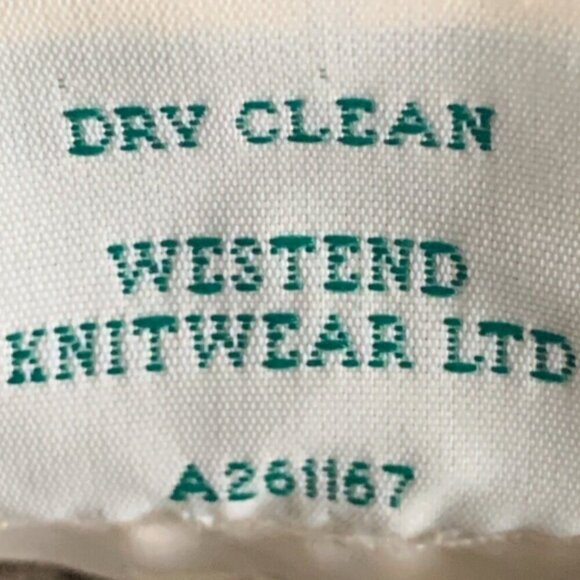 DRY CLEAN
WESTEND
KNITWEAR LTD
A261167